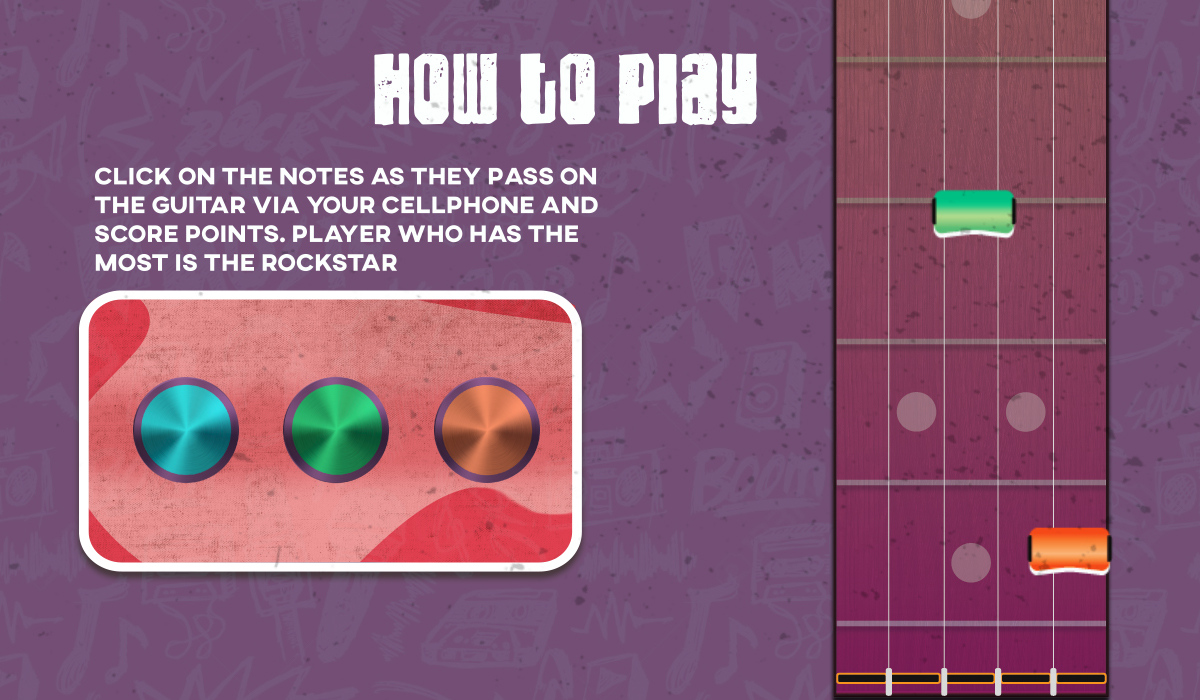 How to Play
CLICK ON THE NOTES AS THEY PASS ON
THE GUITAR VIA YOUR CELLPHONE AND
SCORE POINTS. PLAYER WHO HAS THE
MOST IS THE ROCKSTAR
BOOM